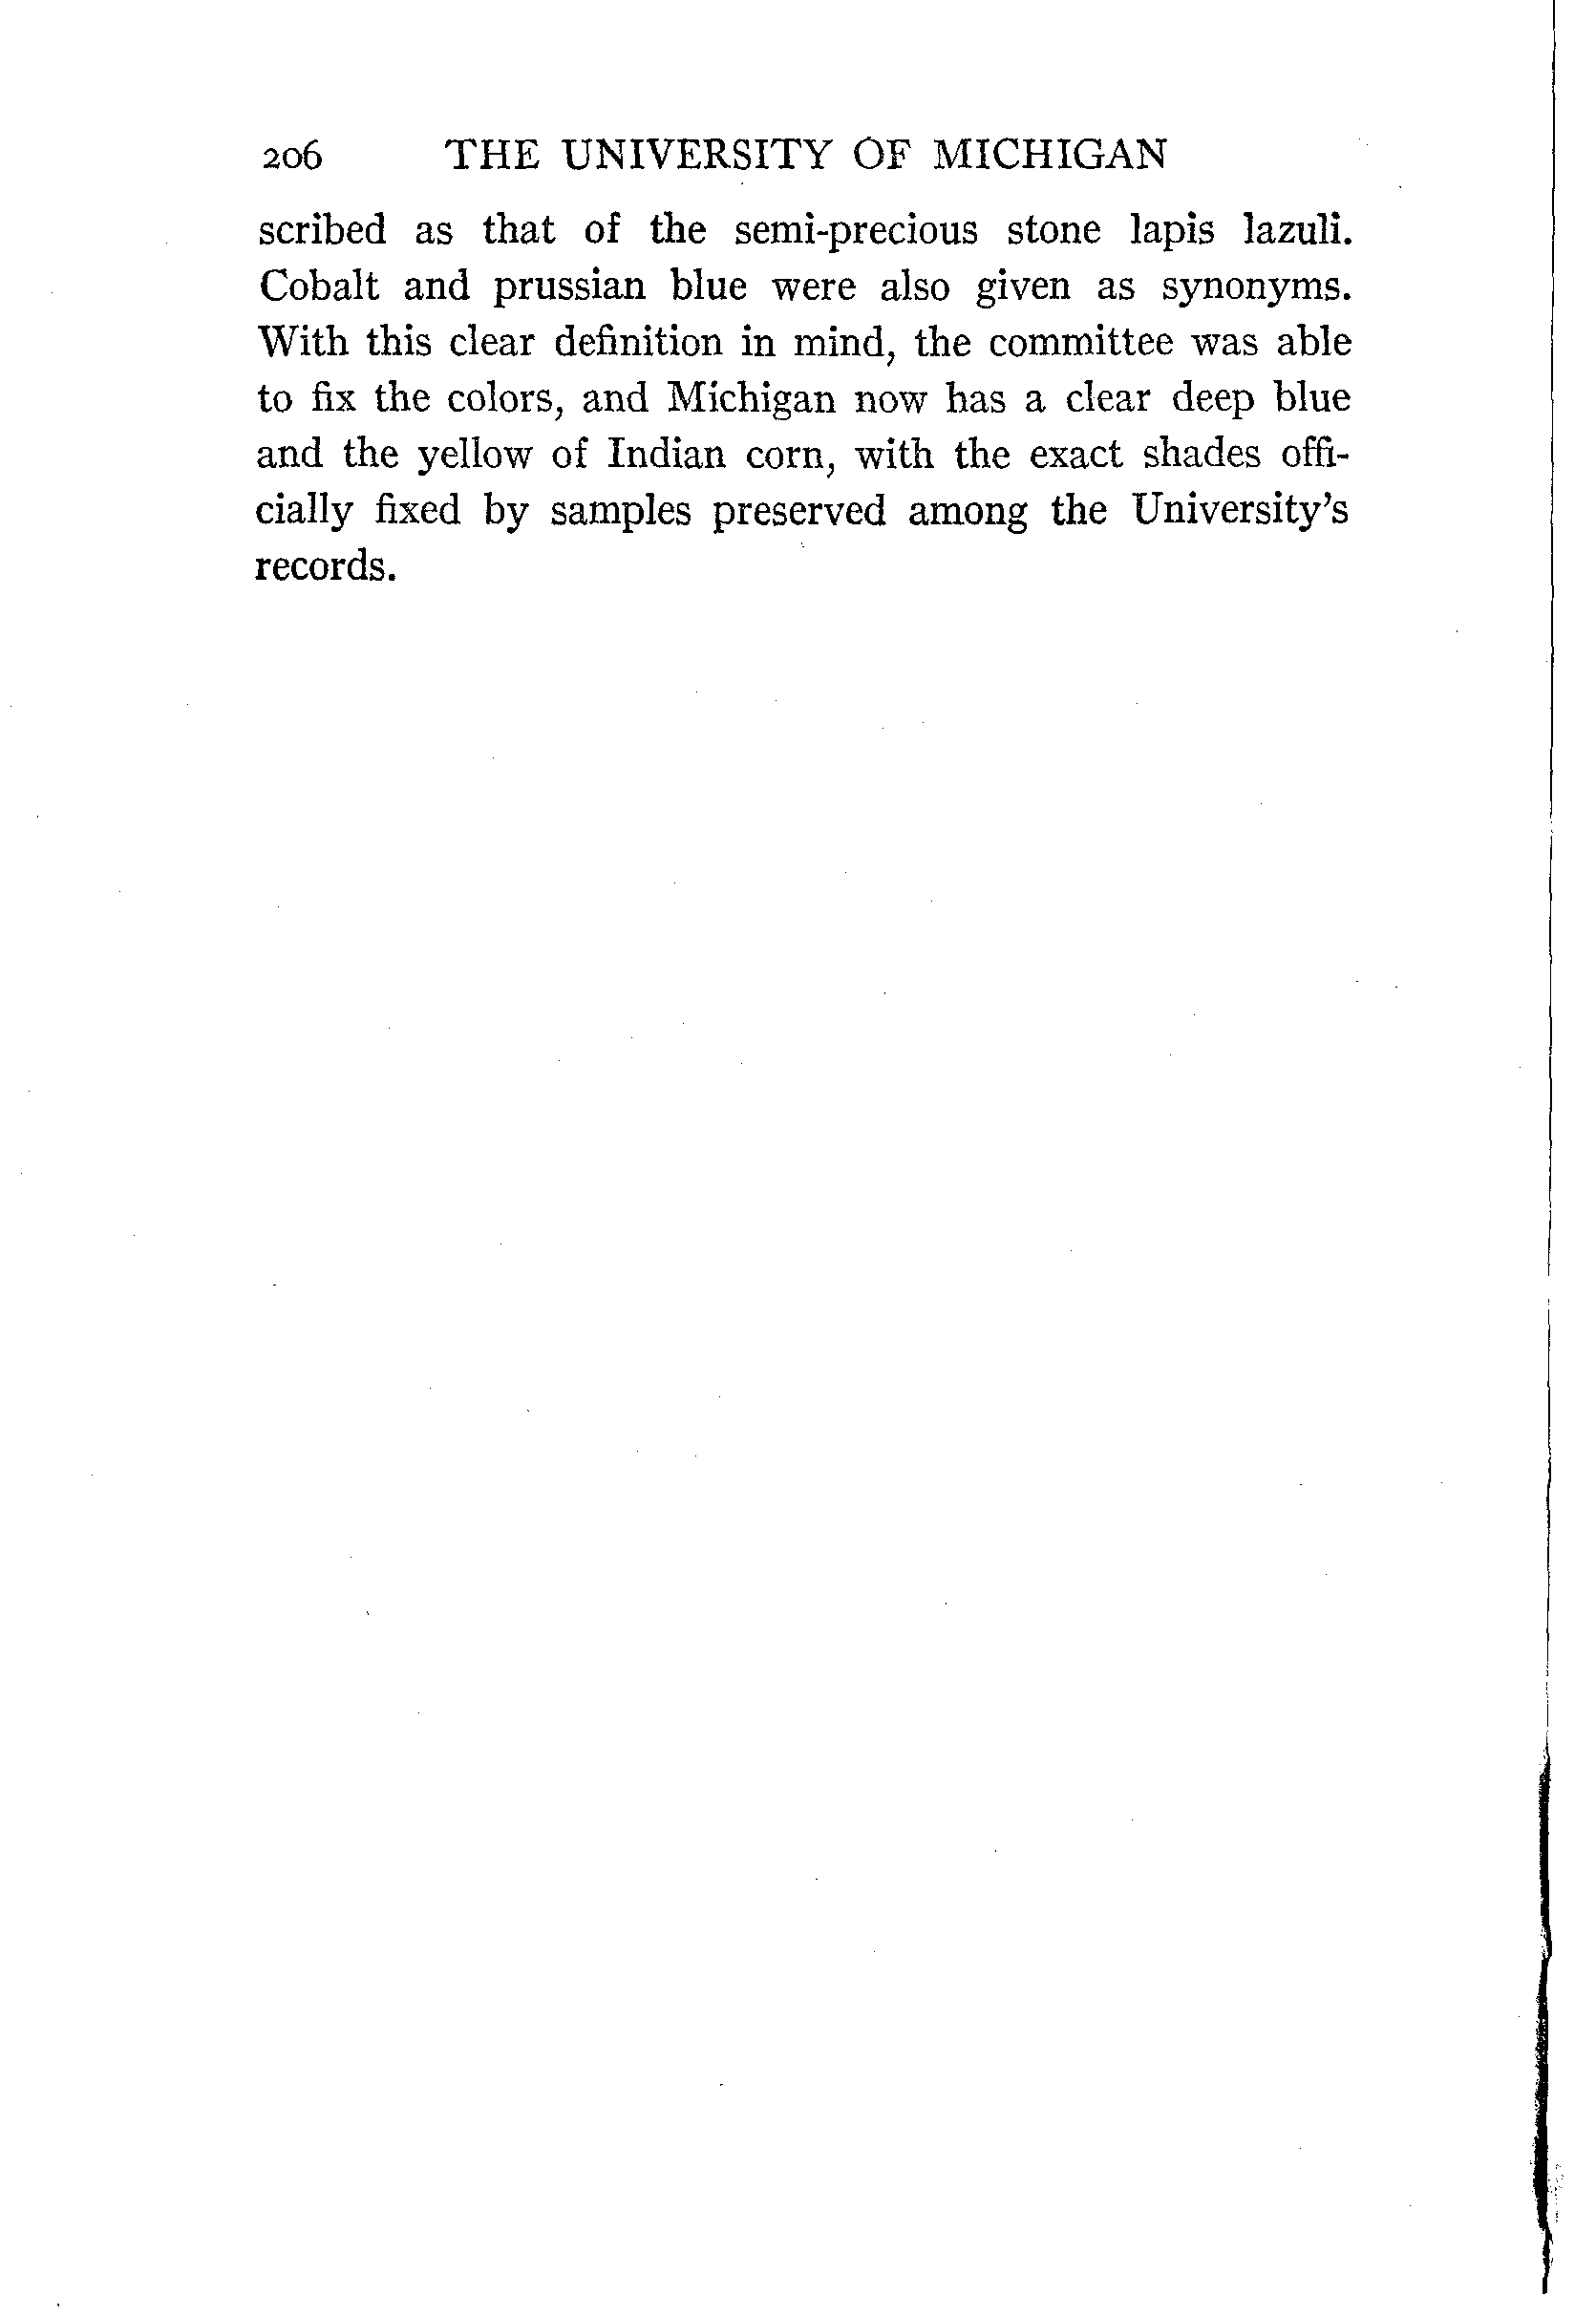 206 THE UNIVERSITY OF MICHIGAN
scribed as that of the semi-precious stone lapis lazuli.
Cobalt and prussian blue were also given as synonyms.
With this clear definition in mind, the committee was able
to fix the colors, and Michigan now has a clear deep blue
and the yellow of Indian corn, with the exact shades offi-
cially fixed by samples preserved among the University's
records.